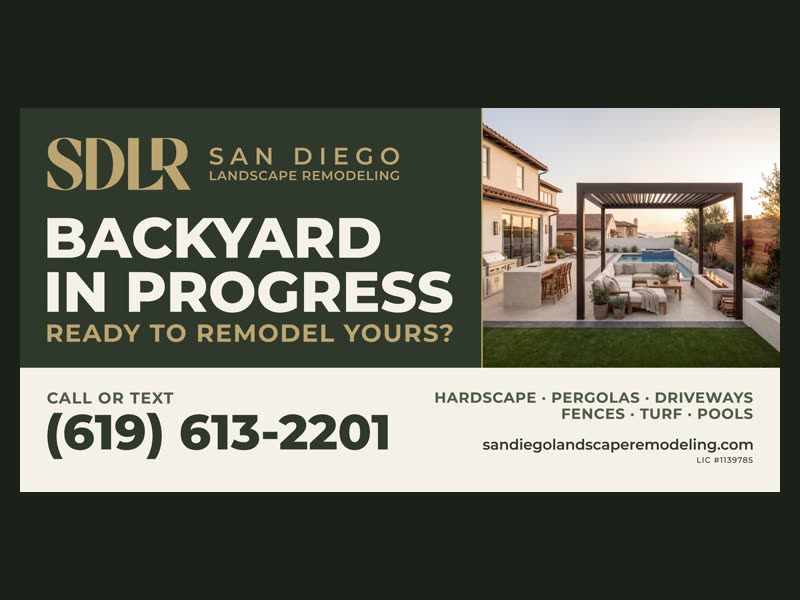 SDLR
SAN DIEGO
LANDSCAPE REMODELING
BACKYARD
IN PROGRESS
READY TO REMODEL YOURS?
CALL OR TEXT
(619) 613-2201
HARDSCAPE · PERGOLAS · DRIVEWAYS
FENCES · TURF · POOLS
sandiegolandscaperemodeling.com
LIC #1139785